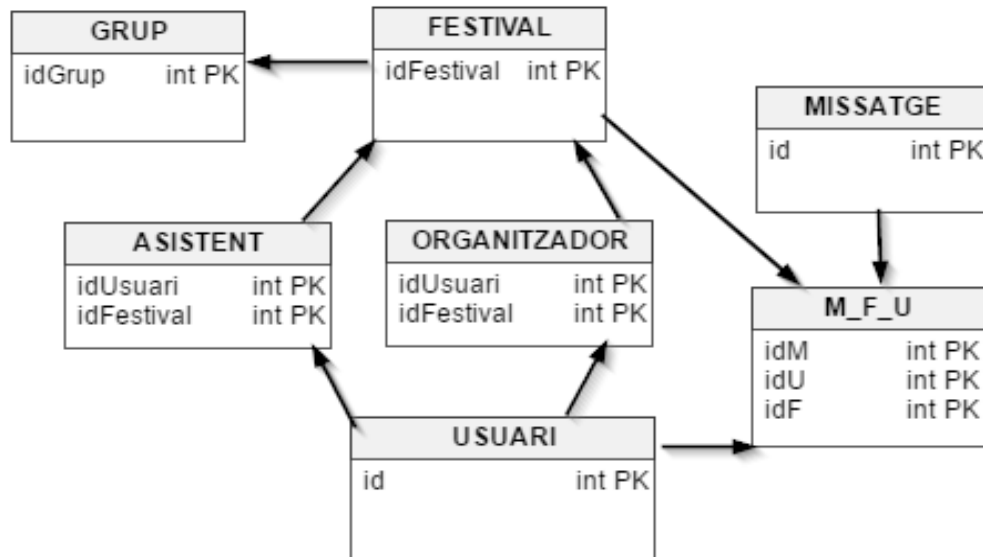 GRUP
idGrup int PK
FESTIVAL
idFestival int PK
MISSATGE
id int PK
ASISTENT
idUsuari int PK
idFestival int PK
ORGANITZADOR
idUsuari int PK
idFestival int PK
M_F_U
idM int PK
idU int PK
idF int PK
USUARI
id int PK